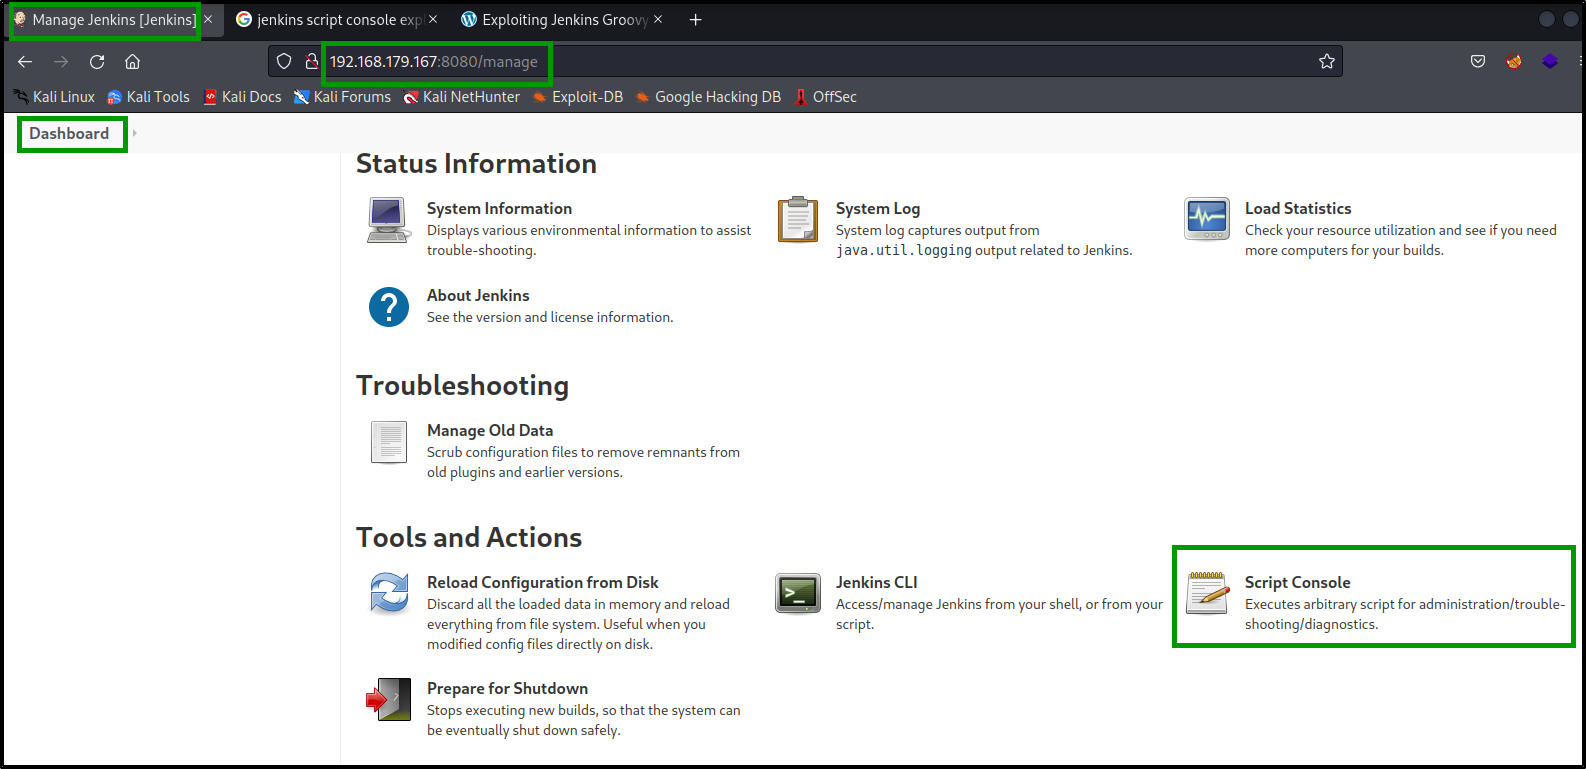 Manage Jenkins [Jenkins]
jenkins script console exp
Exploiting Jenkins Groovy
192.168.179.167:8080/manage
Kali Linux
Kali Tools
Kali Docs
Kali Forums
Kali NetHunter
Exploit-DB
Google Hacking DB
OffSec
Dashboard
Status Information
System Information
Displays various environmental information to assist
trouble-shooting.
System Log
System log captures output from
java.util.logging output related to Jenkins.
Load Statistics
Check your resource utilization and see if you need
more computers for your builds.
About Jenkins
See the version and license information.
Troubleshooting
Manage Old Data
Scrub configuration files to remove remnants from
old plugins and earlier versions.
Tools and Actions
Reload Configuration from Disk
Discard all the loaded data in memory and reload
everything from file system. Useful when you
modified config files directly on disk.
Jenkins CLI
Access/manage Jenkins from your shell, or from your
script.
Script Console
Executes arbitrary script for administration/trouble-
shooting/diagnostics.
Prepare for Shutdown
Stops executing new builds, so that the system can
be eventually shut down safely.